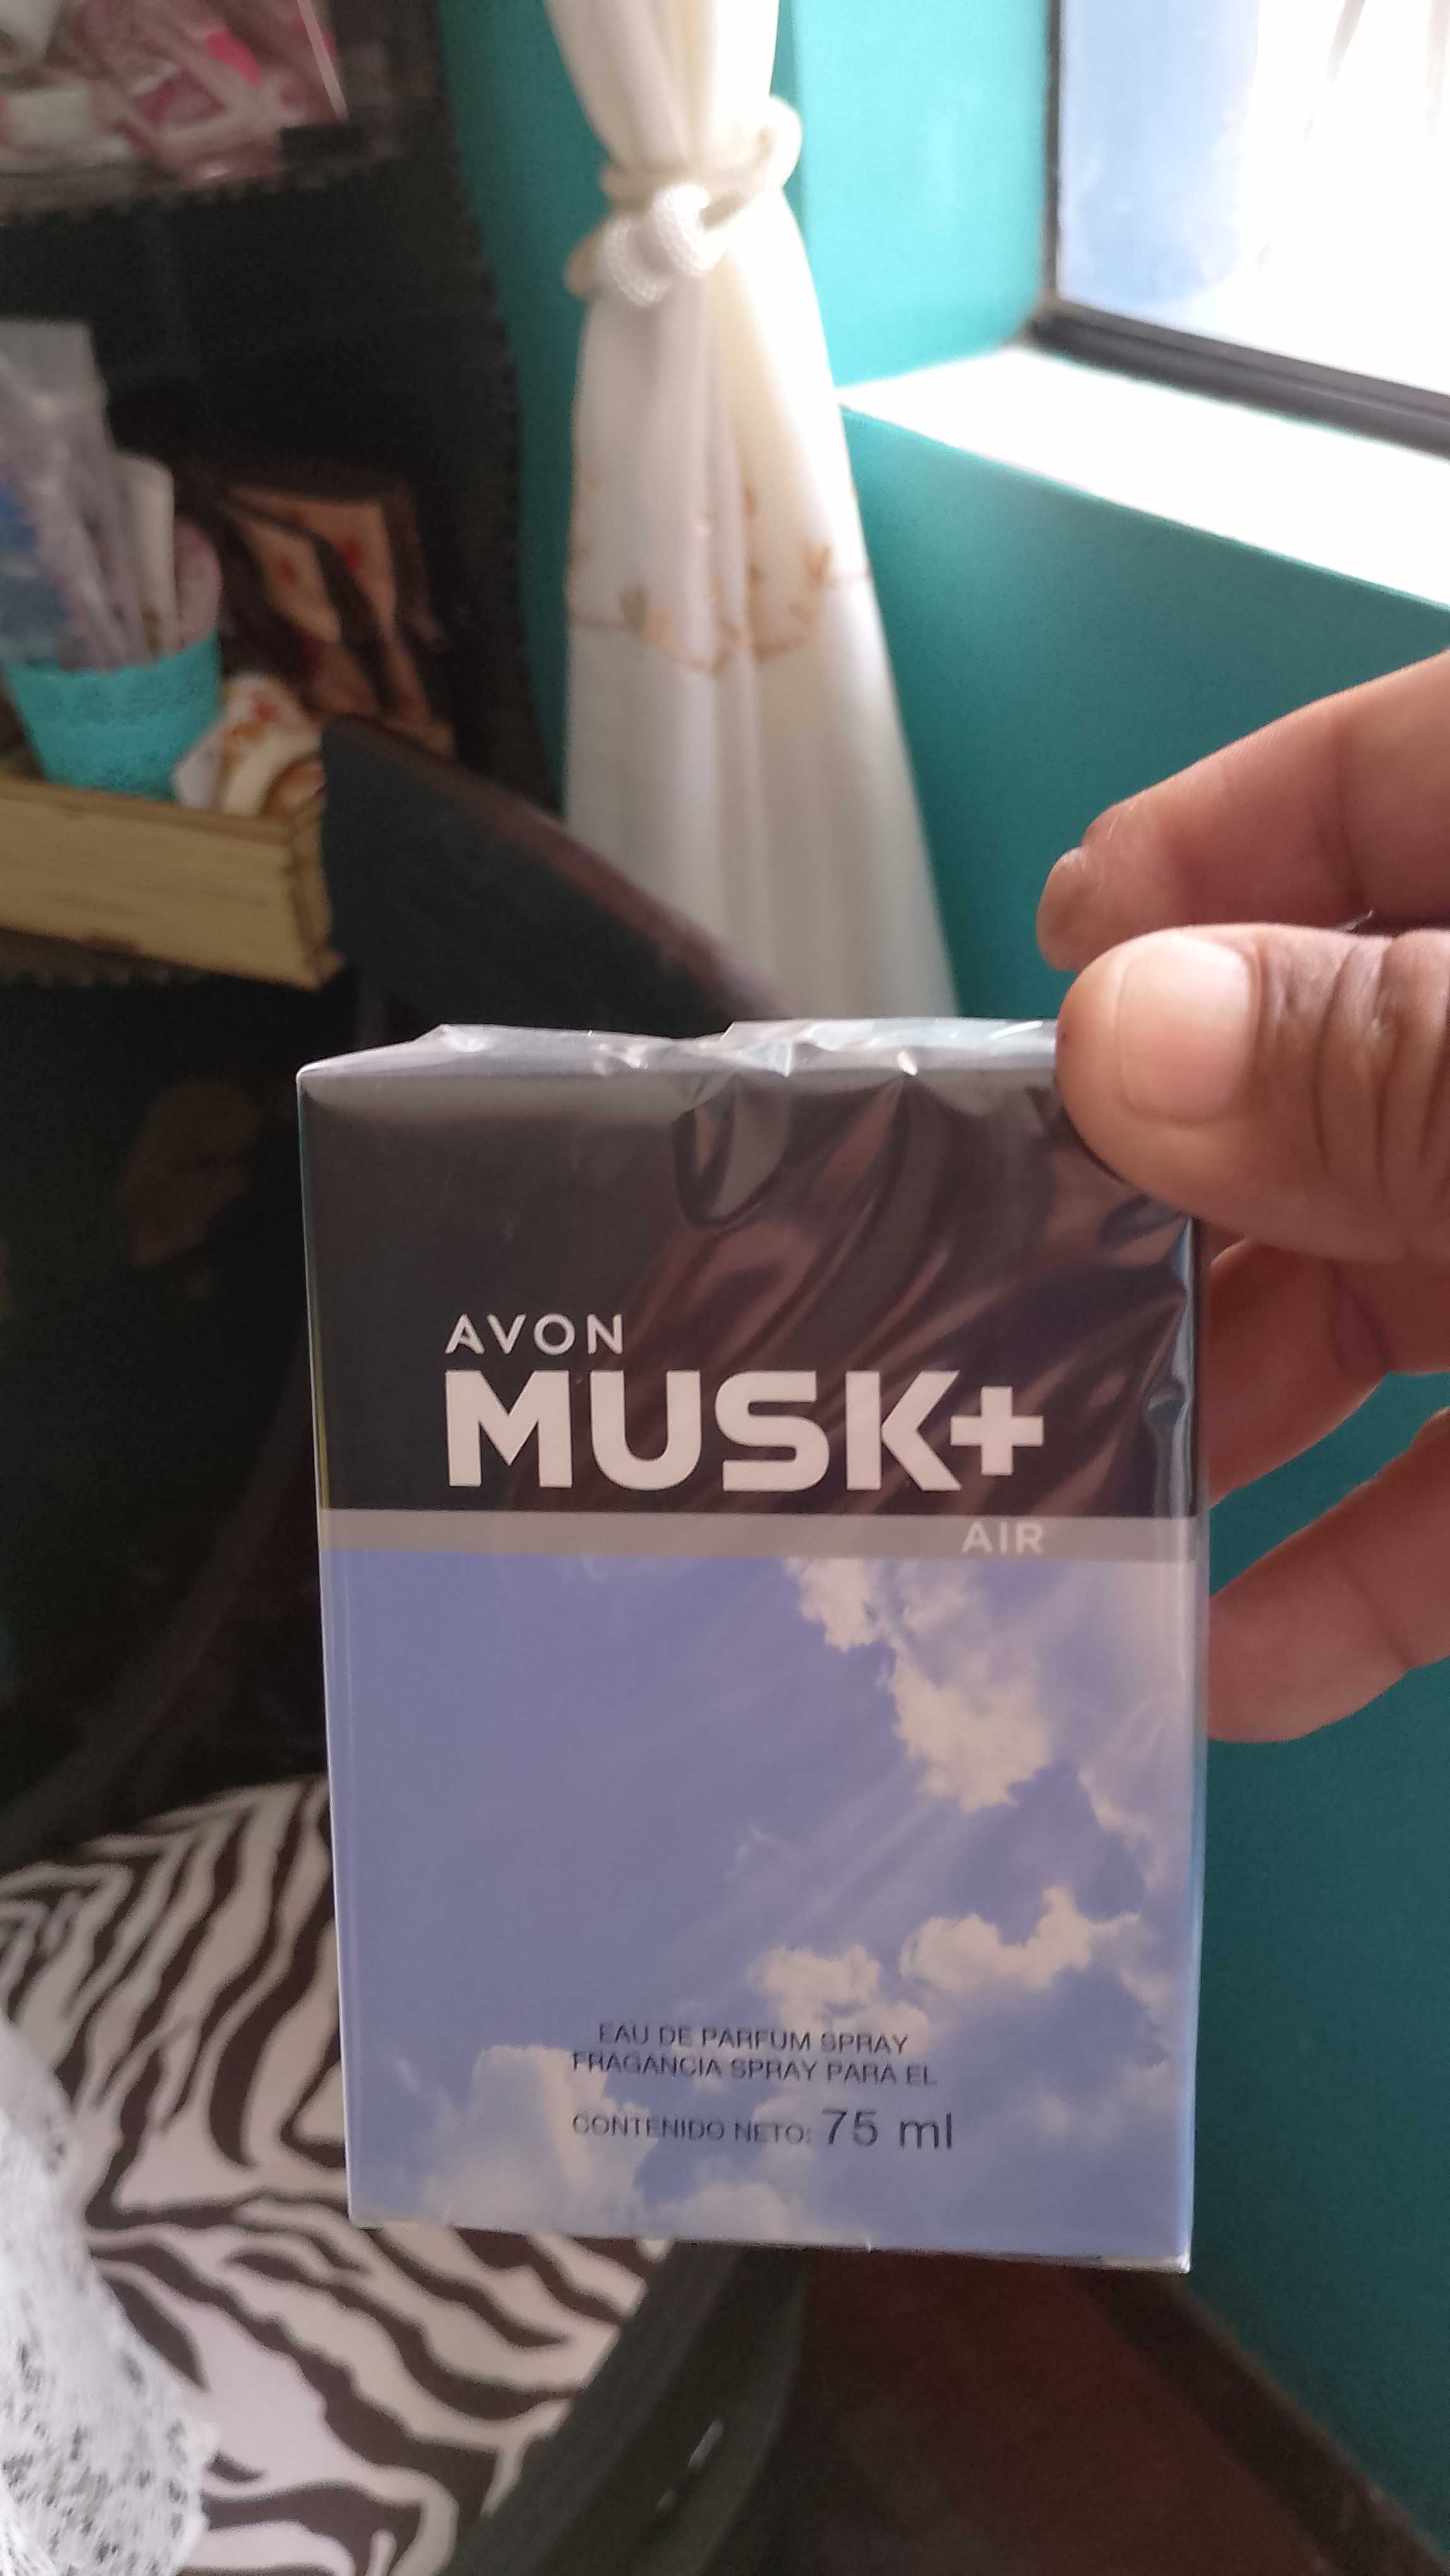 AVON
MUSK+
AIR
EAU DE PARFUM SPRAY
FRAGANCIA SPRAY PARA EL
CONTENIDO NETO: 75 ml